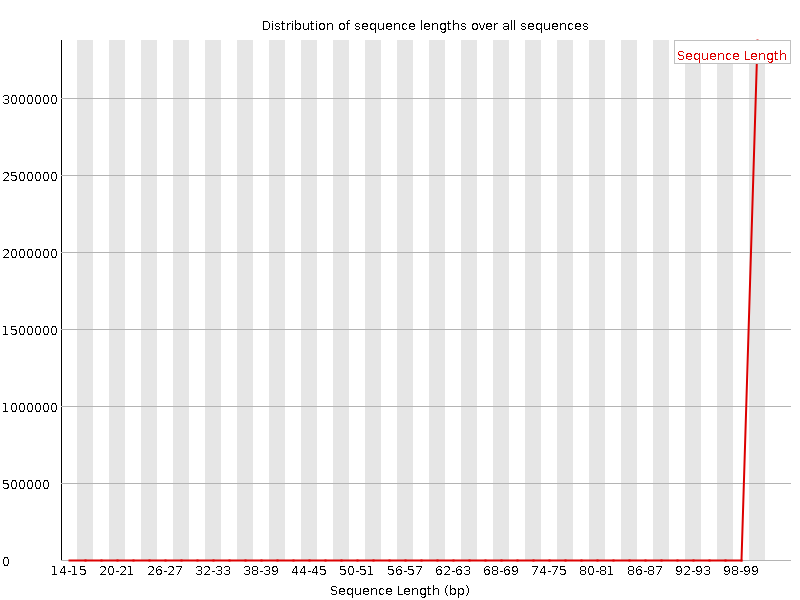 Distribution of sequence lengths over all sequences
Sequence Length
3000000
2500000
2000000
1500000
1000000
500000
0
14-15 20-21 26-27 32-33 38-39 44-45 50-51 56-57 62-63 68-69 74-75 80-81 86-87 92-93 98-99
Sequence Length (bp)